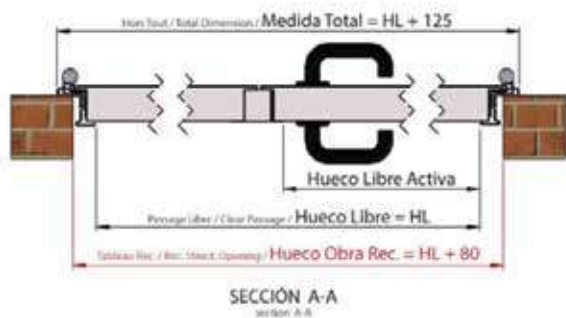 Hors Tout / Total Dimension / Medida Total = HL + 125
Hueco Libre Activa
Passage Libre / Clear Passage / Hueco Libre = HL
Tableau Rec. / Rec. Struct. Opening / Hueco Obra Rec. = HL + 80
SECCIÓN A-A
section A-A